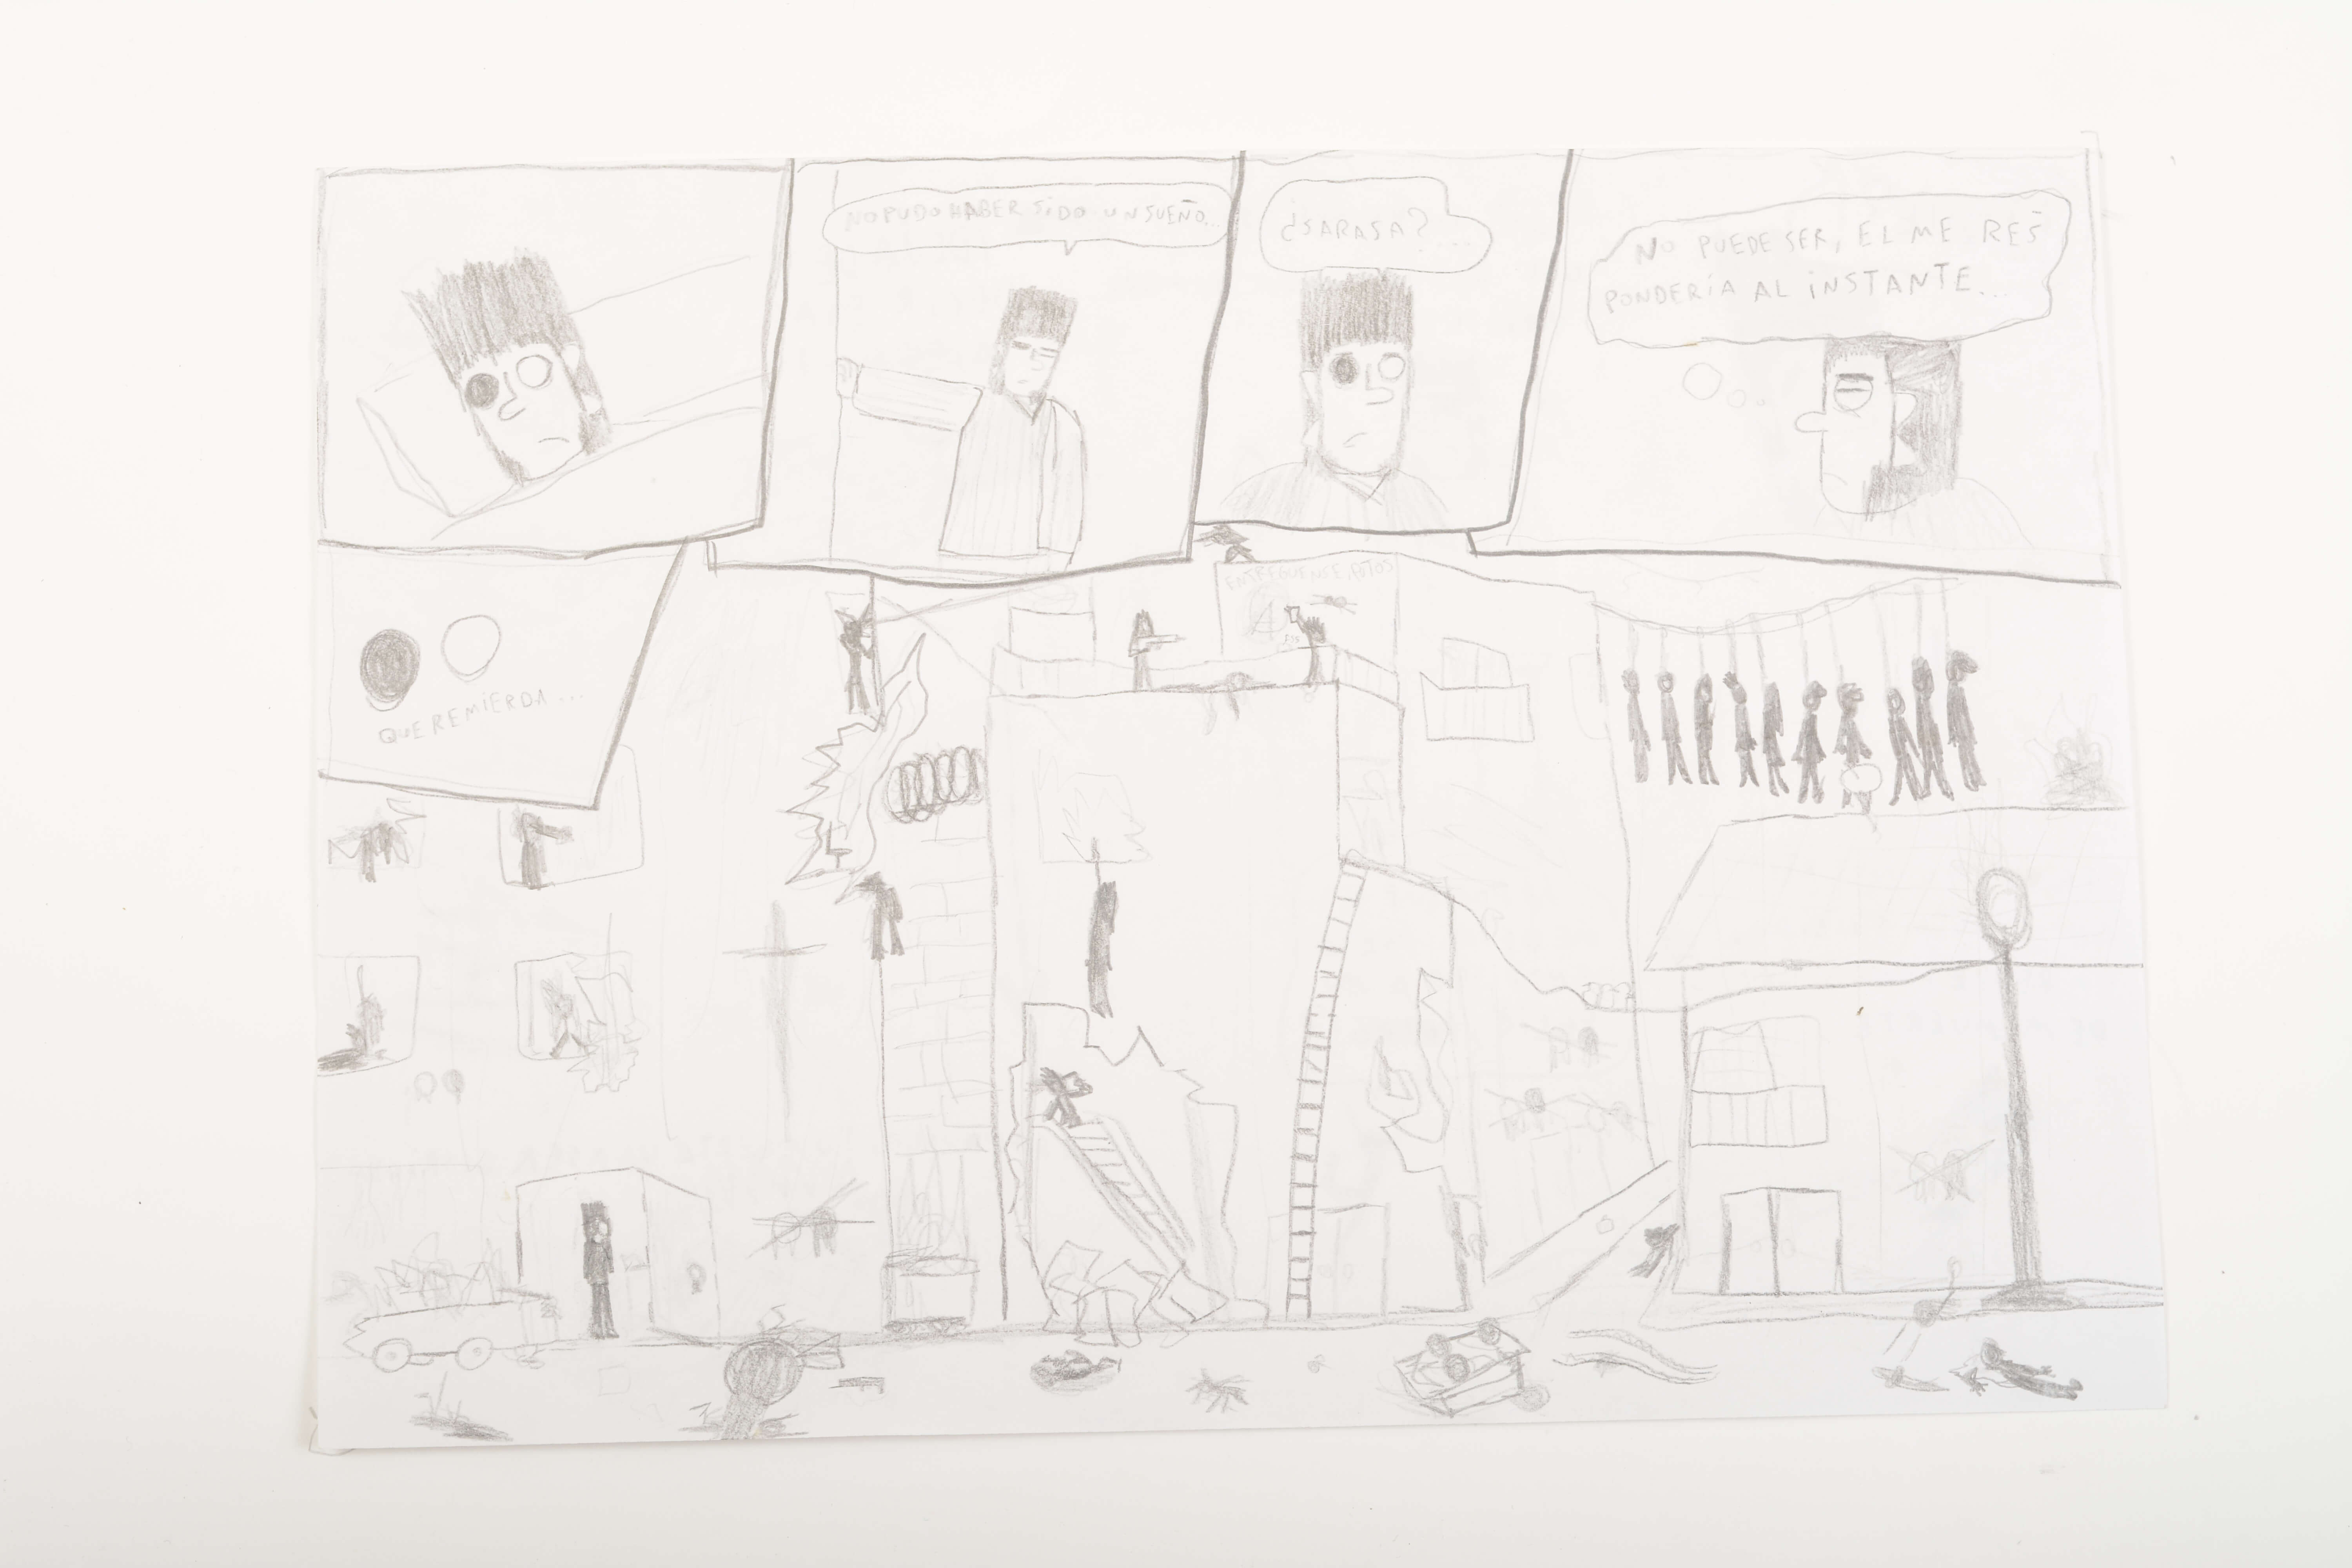 NO PUDO HABER SIDO UN SUEÑO...
¿SARASA?...
NO PUEDE SER, EL ME RES
PONDERÍA AL INSTANTE...
QUE REMIERDA...
ENTREGUENSE, PUTOS